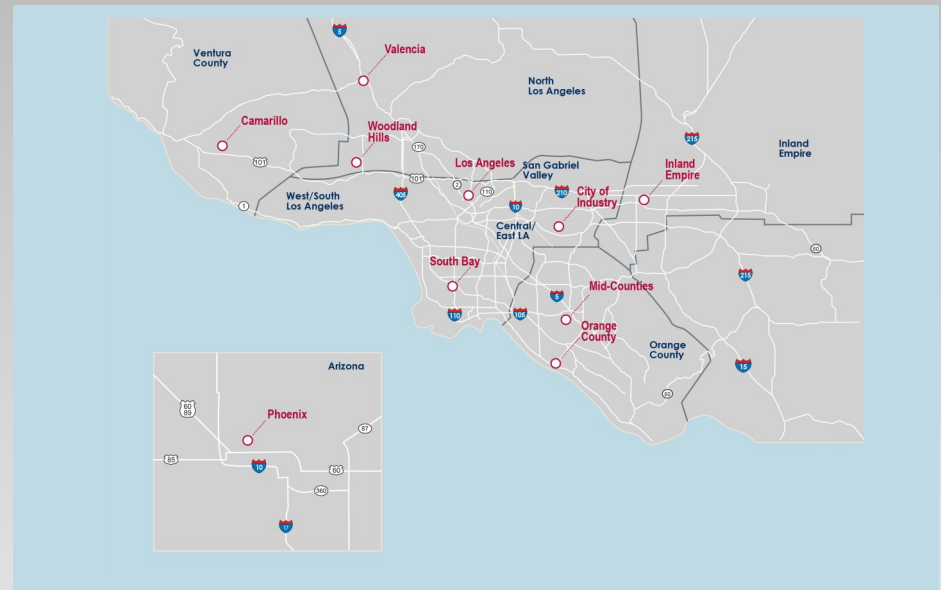 5
Valencia
Ventura
County
North
Los Angeles
Camarillo
Woodland
Hills
170
215
Inland
Empire
101
101
Los Angeles
San Gabriel
Valley
Inland
Empire
2
110
210
City of
Industry
West/South
Los Angeles
405
1
10
Central/
East LA
60
South Bay
215
Mid-Counties
5
110
105
Orange
County
Orange
County
15
60
Arizona
60
89
Phoenix
87
85
10
60
360
17